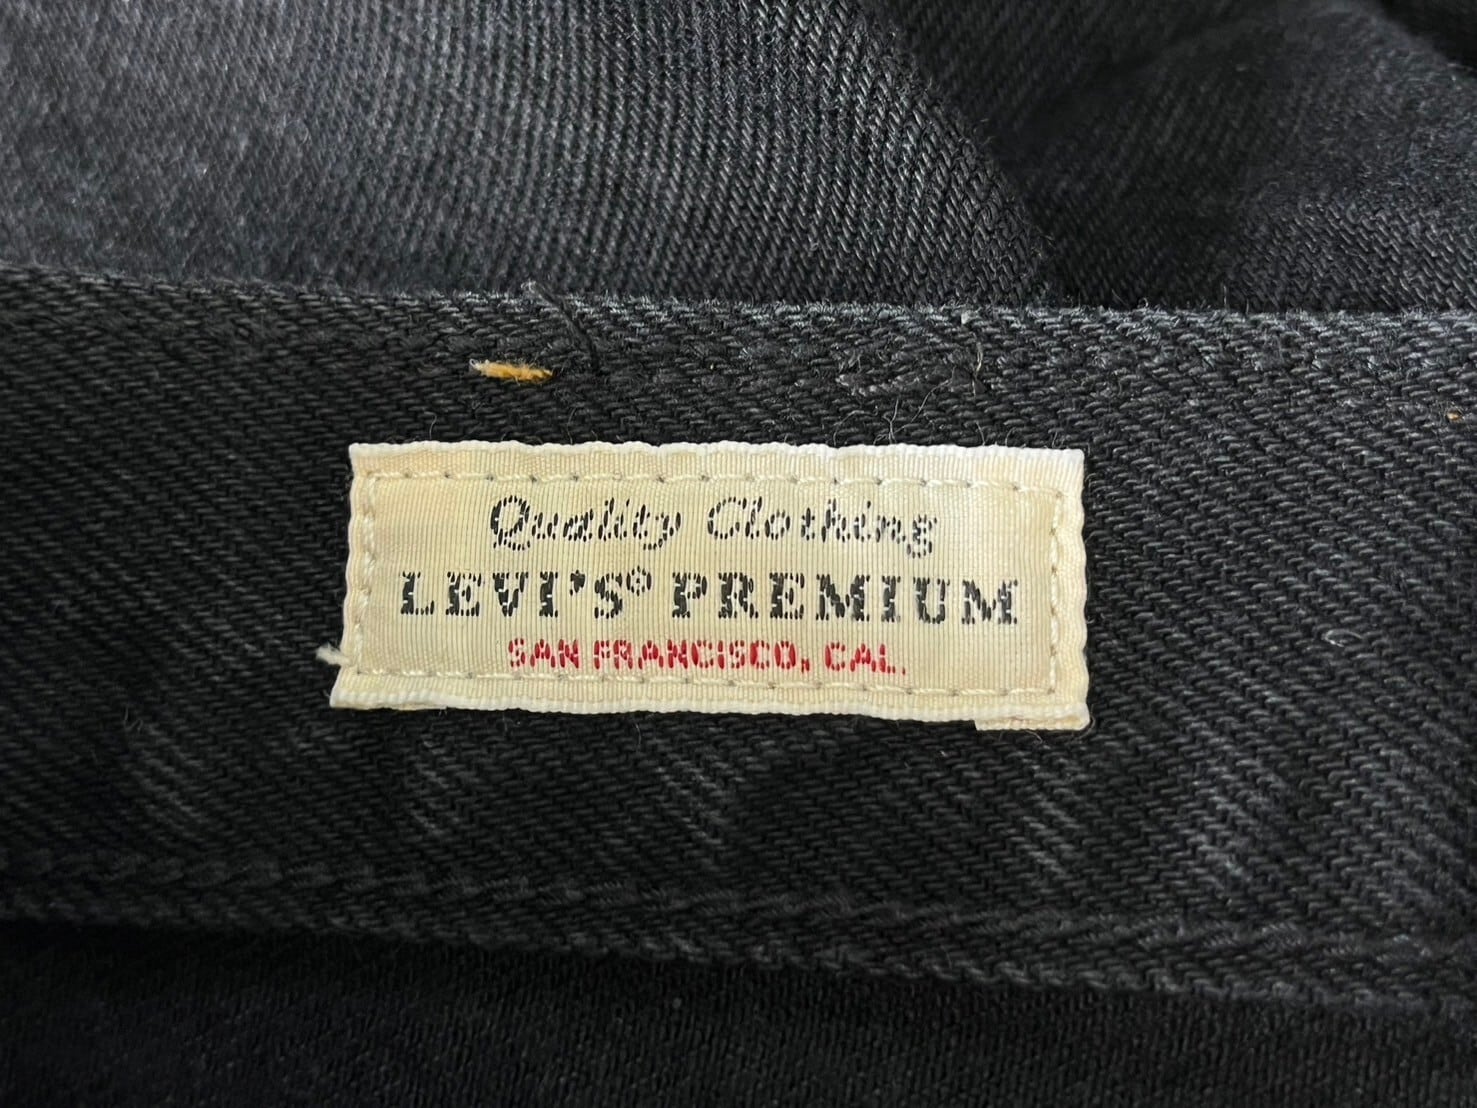 Quality Clothing
LEVI'S® PREMIUM
SAN FRANCISCO, CAL.